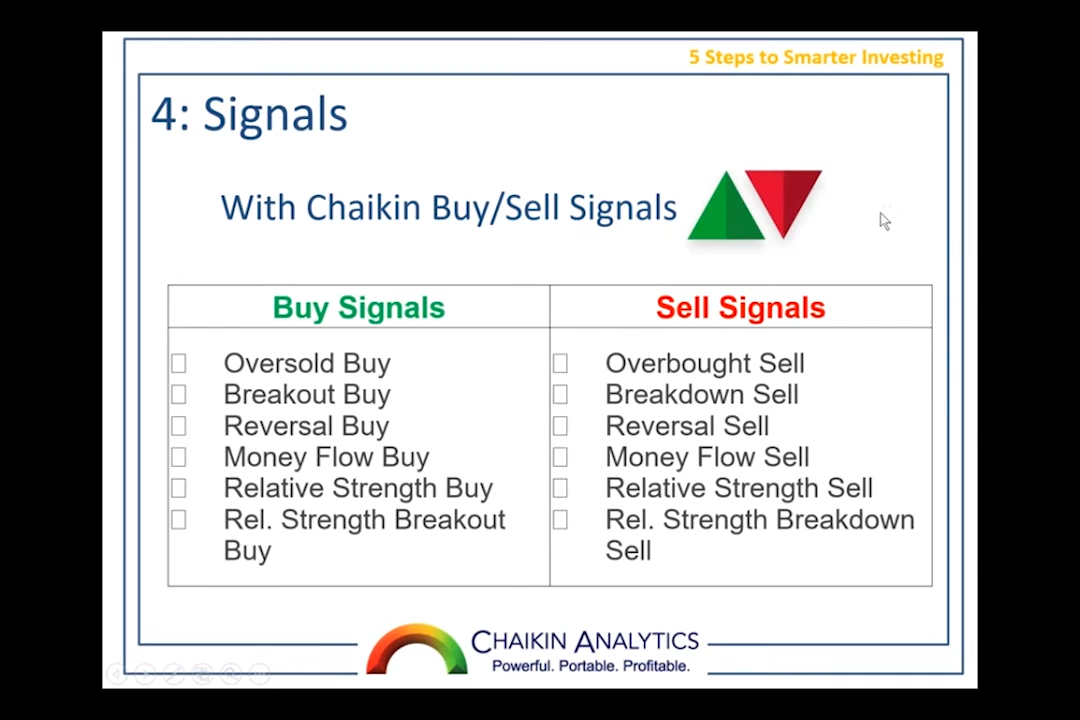 5 Steps to Smarter Investing
4: Signals
With Chaikin Buy/Sell Signals
Buy Signals
Sell Signals
Oversold Buy
Breakout Buy
Reversal Buy
Money Flow Buy
Relative Strength Buy
Rel. Strength Breakout
Buy
Overbought Sell
Breakdown Sell
Reversal Sell
Money Flow Sell
Relative Strength Sell
Rel. Strength Breakdown
Sell
CHAIKIN ANALYTICS
Powerful. Portable. Profitable.